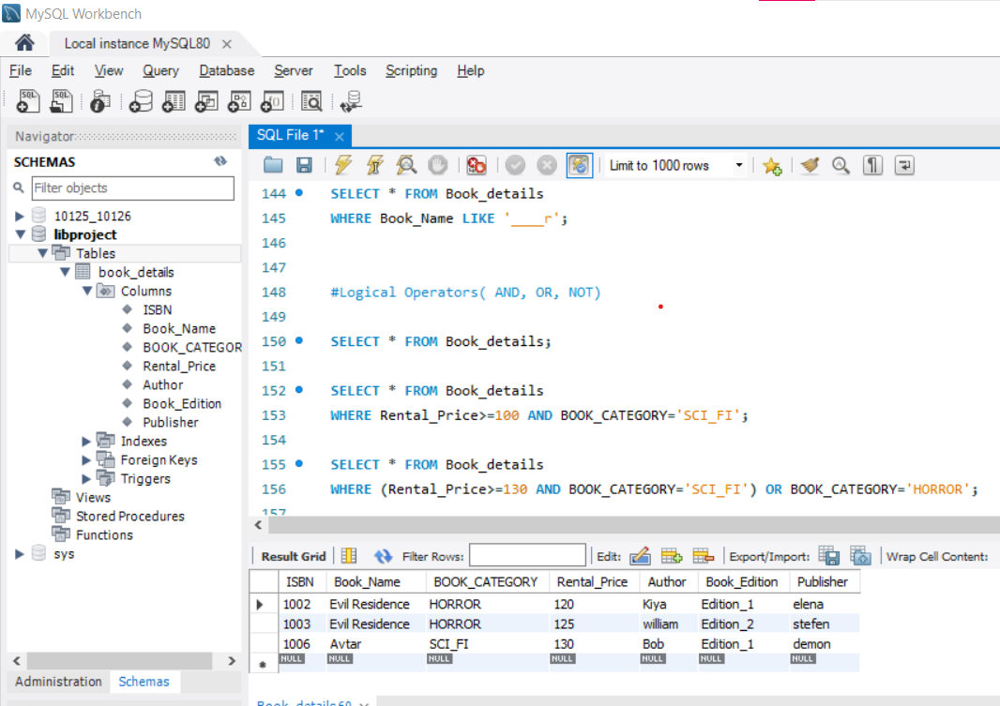 MySQL Workbench
Local instance MySQL80
File Edit View Query Database Server Tools Scripting Help
Navigator
SCHEMAS
Filter objects
10125_10126
libproject
Tables
book_details
Columns
ISBN
Book_Name
BOOK_CATEGOR
Rental_Price
Author
Book_Edition
Publisher
Indexes
Foreign Keys
Triggers
Views
Stored Procedures
Functions
sys
Administration Schemas
SQL File 1*
Limit to 1000 rows
144 SELECT * FROM Book_details
145 WHERE Book_Name LIKE '____r';
146
147
148 #Logical Operators( AND, OR, NOT)
149
150 SELECT * FROM Book_details;
151
152 SELECT * FROM Book_details
153 WHERE Rental_Price>=100 AND BOOK_CATEGORY='SCI_FI';
154
155 SELECT * FROM Book_details
156 WHERE (Rental_Price>=130 AND BOOK_CATEGORY='SCI_FI') OR BOOK_CATEGORY='HORROR';
157
Result Grid Filter Rows: Edit: Export/Import: Wrap Cell Content:
ISBN Book_Name BOOK_CATEGORY Rental_Price Author Book_Edition Publisher
1002 Evil Residence HORROR 120 Kiya Edition_1 elena
1003 Evil Residence HORROR 125 william Edition_2 stefen
1006 Avtar SCI_FI 130 Bob Edition_1 demon
NULL NULL NULL NULL NULL NULL NULL